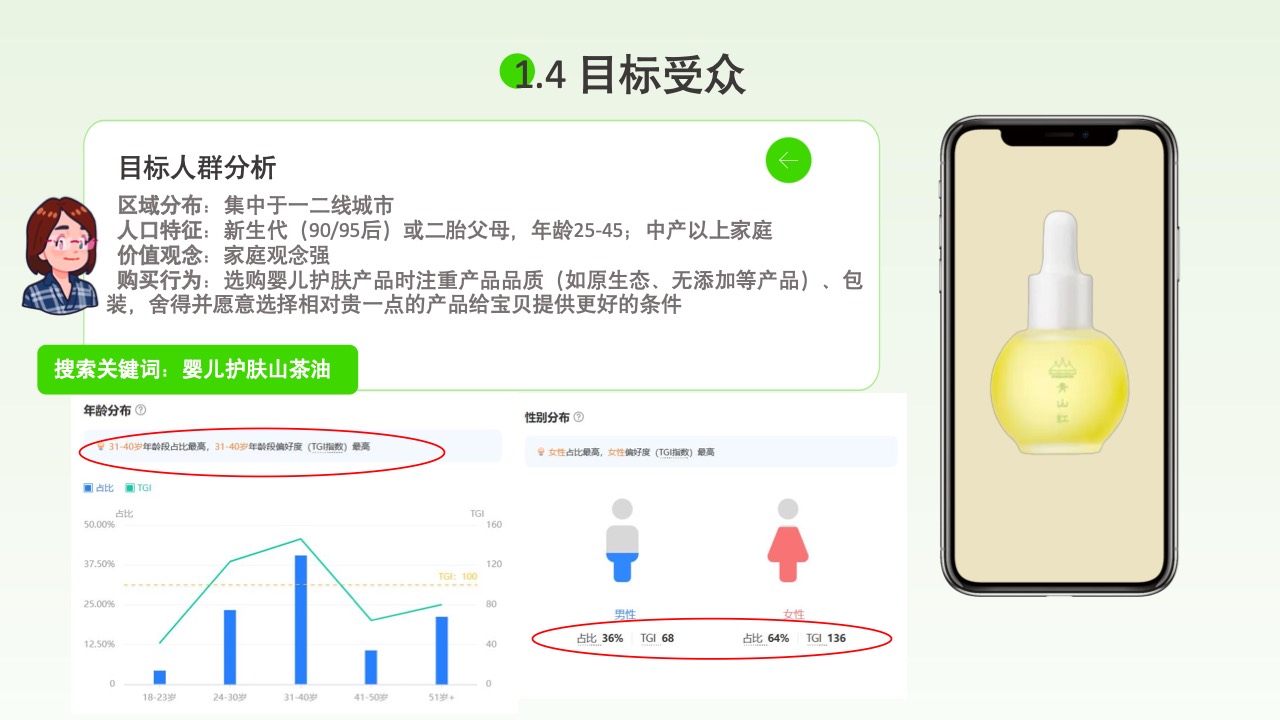 1.4 目标受众
目标人群分析
区域分布：集中于一二线城市
人口特征：新生代（90/95后）或二胎父母，年龄25-45；中产以上家庭
价值观念：家庭观念强
购买行为：选购婴儿护肤产品时注重产品品质（如原生态、无添加等产品）、包
装，舍得并愿意选择相对贵一点的产品给宝贝提供更好的条件
搜索关键词：婴儿护肤山茶油
年龄分布 ?
31-40岁年龄段占比最高，31-40岁年龄段偏好度（TGI指数）最高
占比 TGI
占比 TGI
50.00% 160
37.50% 120
TGI：100
25.00% 80
12.50% 40
0 0
18-23岁 24-30岁 31-40岁 41-50岁 51岁+
性别分布 ?
女性占比最高，女性偏好度（TGI指数）最高
男性 女性
占比 36% TGI 68 占比 64% TGI 136
青
山